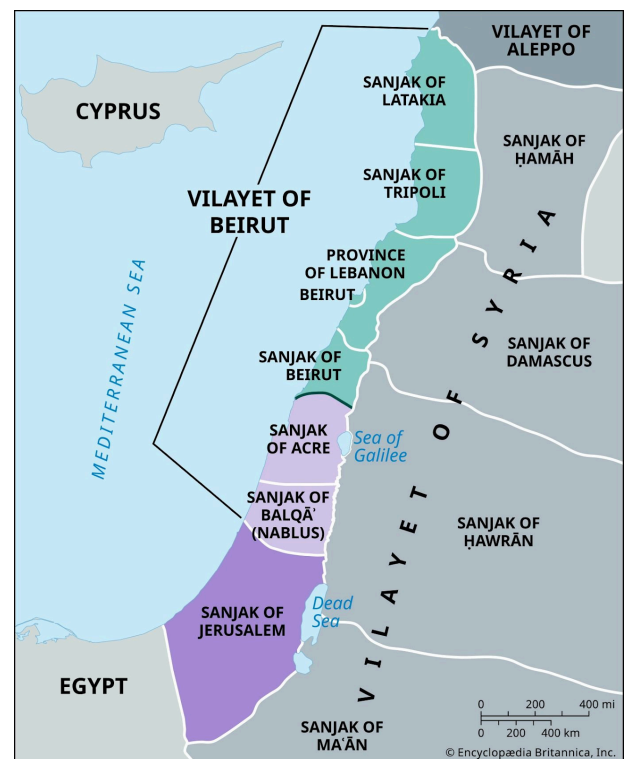 VILAYET OF
ALEPPO
SANJAK OF
LATAKIA
CYPRUS
SANJAK OF
ḤAMĀH
SANJAK OF
TRIPOLI
VILAYET OF
BEIRUT
PROVINCE
OF LEBANON
BEIRUT
MEDITERRANEAN SEA
VILAYET OF SYRIA
SANJAK OF
DAMASCUS
SANJAK OF
BEIRUT
SANJAK
OF ACRE
Sea of
Galilee
SANJAK OF
BALQĀʾ
(NABLUS)
SANJAK OF
ḤAWRĀN
SANJAK OF
JERUSALEM
Dead
Sea
EGYPT
SANJAK OF
MAʿĀN
0 200 400 mi
0 200 400 km
© Encyclopædia Britannica, Inc.